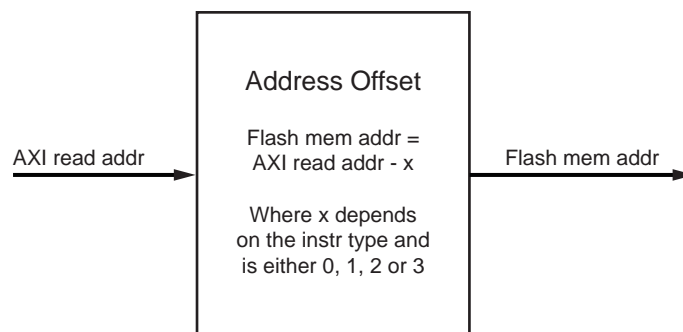 Address Offset
Flash mem addr =
AXI read addr - x
AXI read addr
Flash mem addr
Where x depends
on the instr type and
is either 0, 1, 2 or 3